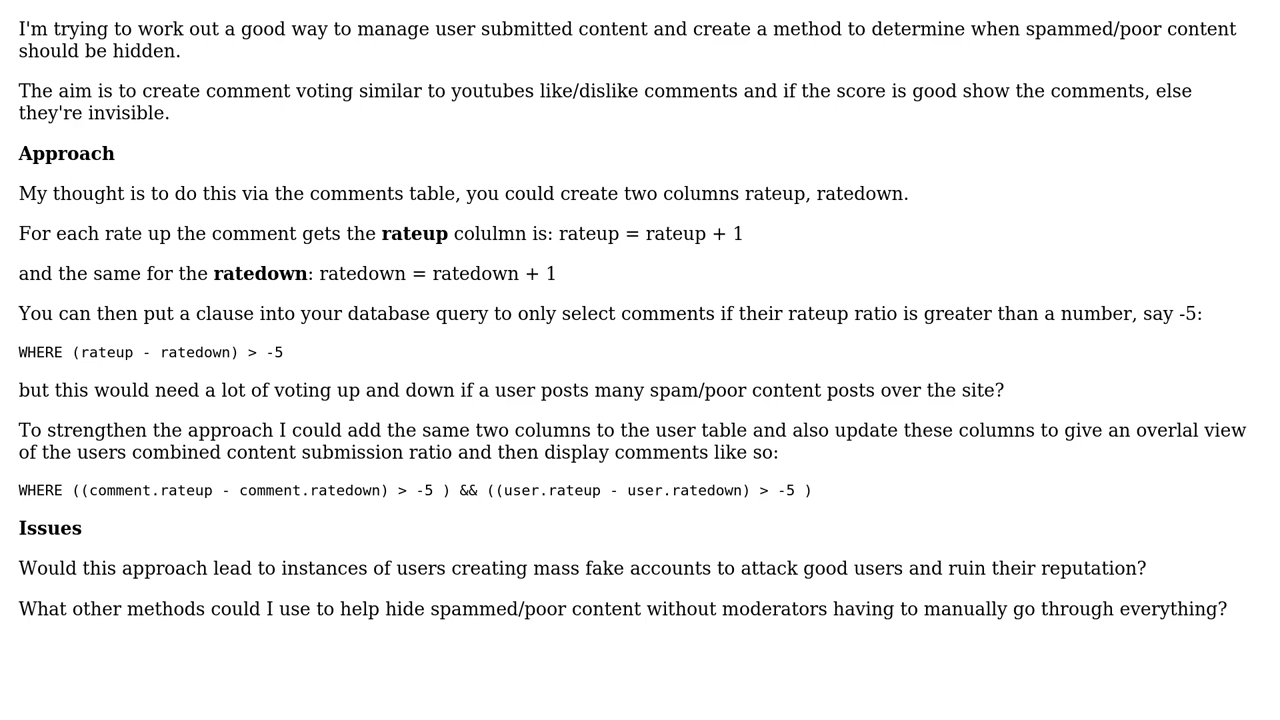 I'm trying to work out a good way to manage user submitted content and create a method to determine when spammed/poor content
should be hidden.
The aim is to create comment voting similar to youtubes like/dislike comments and if the score is good show the comments, else
they're invisible.
Approach
My thought is to do this via the comments table, you could create two columns rateup, ratedown.
For each rate up the comment gets the rateup colulmn is: rateup = rateup + 1
and the same for the ratedown: ratedown = ratedown + 1
You can then put a clause into your database query to only select comments if their rateup ratio is greater than a number, say -5:
WHERE (rateup - ratedown) > -5
but this would need a lot of voting up and down if a user posts many spam/poor content posts over the site?
To strengthen the approach I could add the same two columns to the user table and also update these columns to give an overlal view
of the users combined content submission ratio and then display comments like so:
WHERE ((comment.rateup - comment.ratedown) > -5 ) && ((user.rateup - user.ratedown) > -5 )
Issues
Would this approach lead to instances of users creating mass fake accounts to attack good users and ruin their reputation?
What other methods could I use to help hide spammed/poor content without moderators having to manually go through everything?